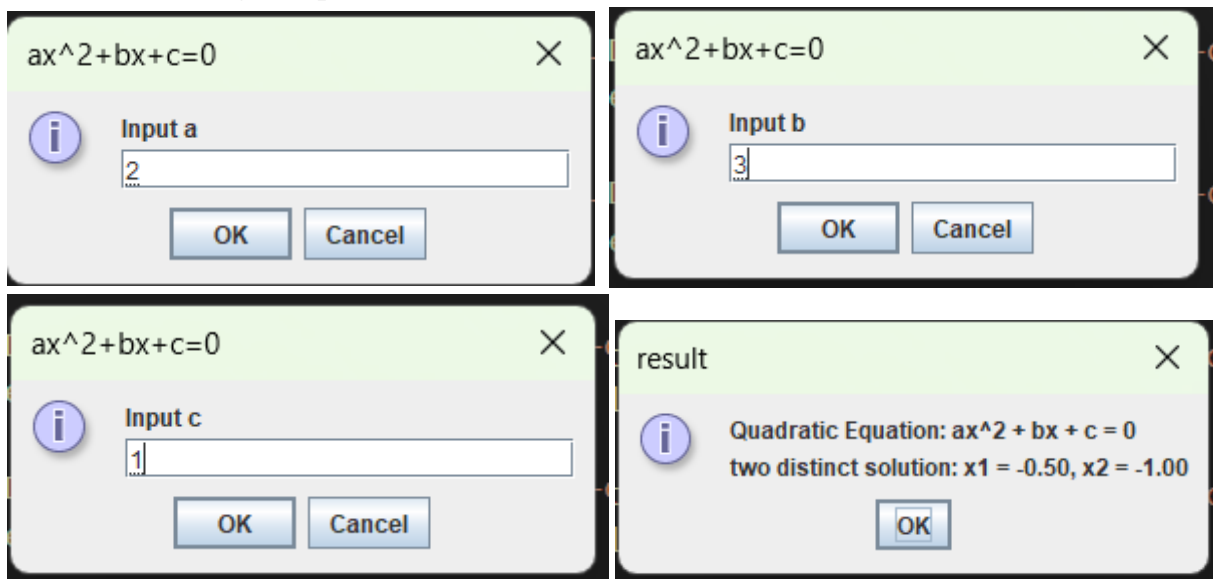 ax^2+bx+c=0
Input a
2
OK Cancel
ax^2+bx+c=0
Input b
3
OK Cancel
ax^2+bx+c=0
Input c
1
OK Cancel
result
Quadratic Equation: ax^2 + bx + c = 0
two distinct solution: x1 = -0.50, x2 = -1.00
OK